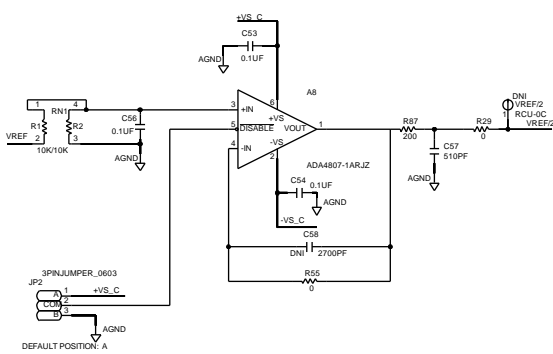 +VS_C
C53
AGND
0.1UF
A8
1
4
RN1
R1
R2
2
3
VREF
10K/10K
C56
0.1UF
AGND
6
3
+IN
+VS
5
DISABLE
VOUT
1
4
-IN
-VS
2
ADA4807-1ARJZ
C54
0.1UF
AGND
-VS_C
C58
DNI
2700PF
R55
0
R87
200
C57
510PF
AGND
R29
0
DNI
VREF/2
1
RCU-0C
VREF/2
3PINJUMPER_0603
JP2
A
1
+VS_C
COM
2
B
3
AGND
DEFAULT POSITION: A